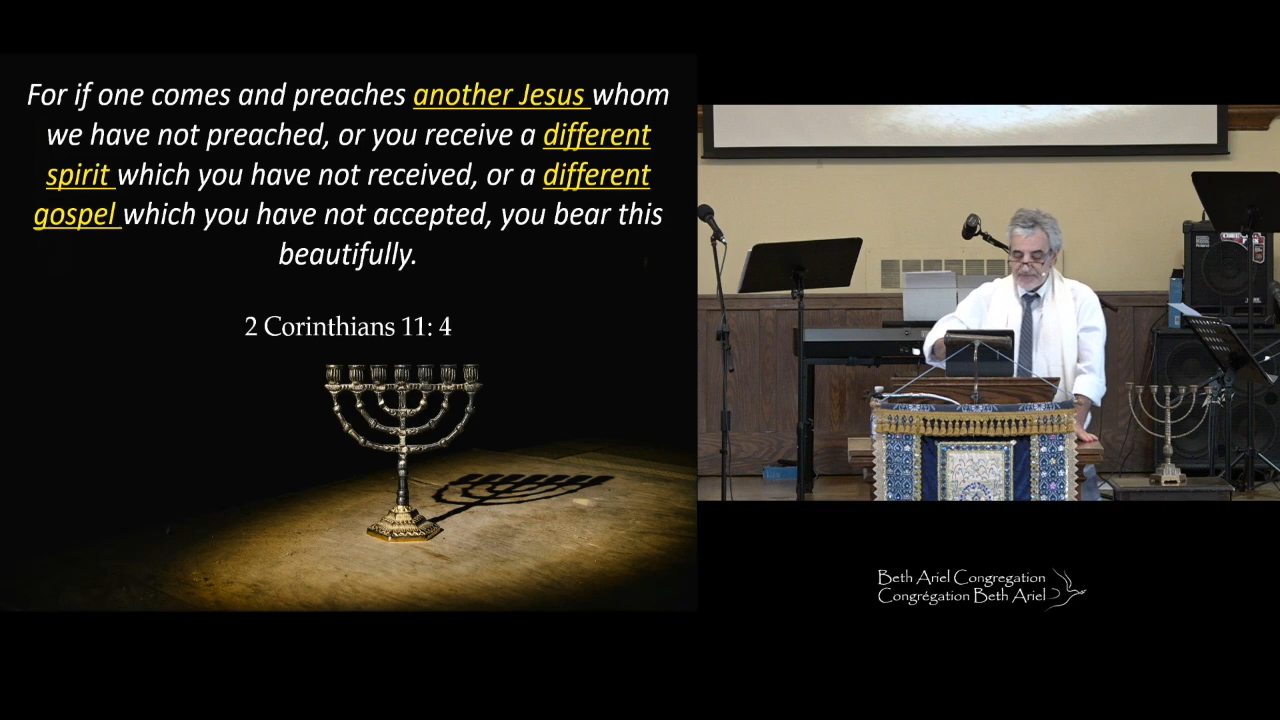 For if one comes and preaches another Jesus whom
we have not preached, or you receive a different
spirit which you have not received, or a different
gospel which you have not accepted, you bear this
beautifully.
2 Corinthians 11: 4
Beth Ariel Congregation
Congrégation Beth Ariel